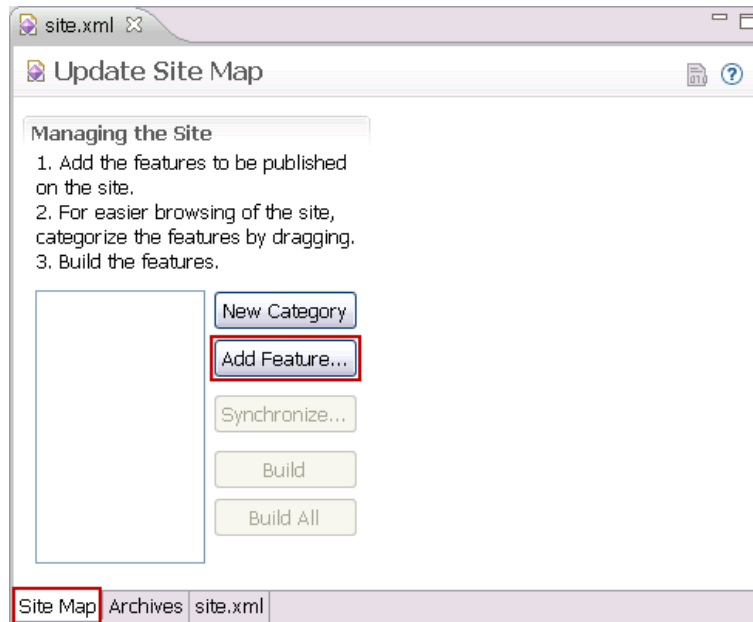 site.xml
Update Site Map
Managing the Site
1. Add the features to be published
on the site.
2. For easier browsing of the site,
categorize the features by dragging.
3. Build the features.
New Category
Add Feature...
Synchronize...
Build
Build All
Site Map Archives site.xml